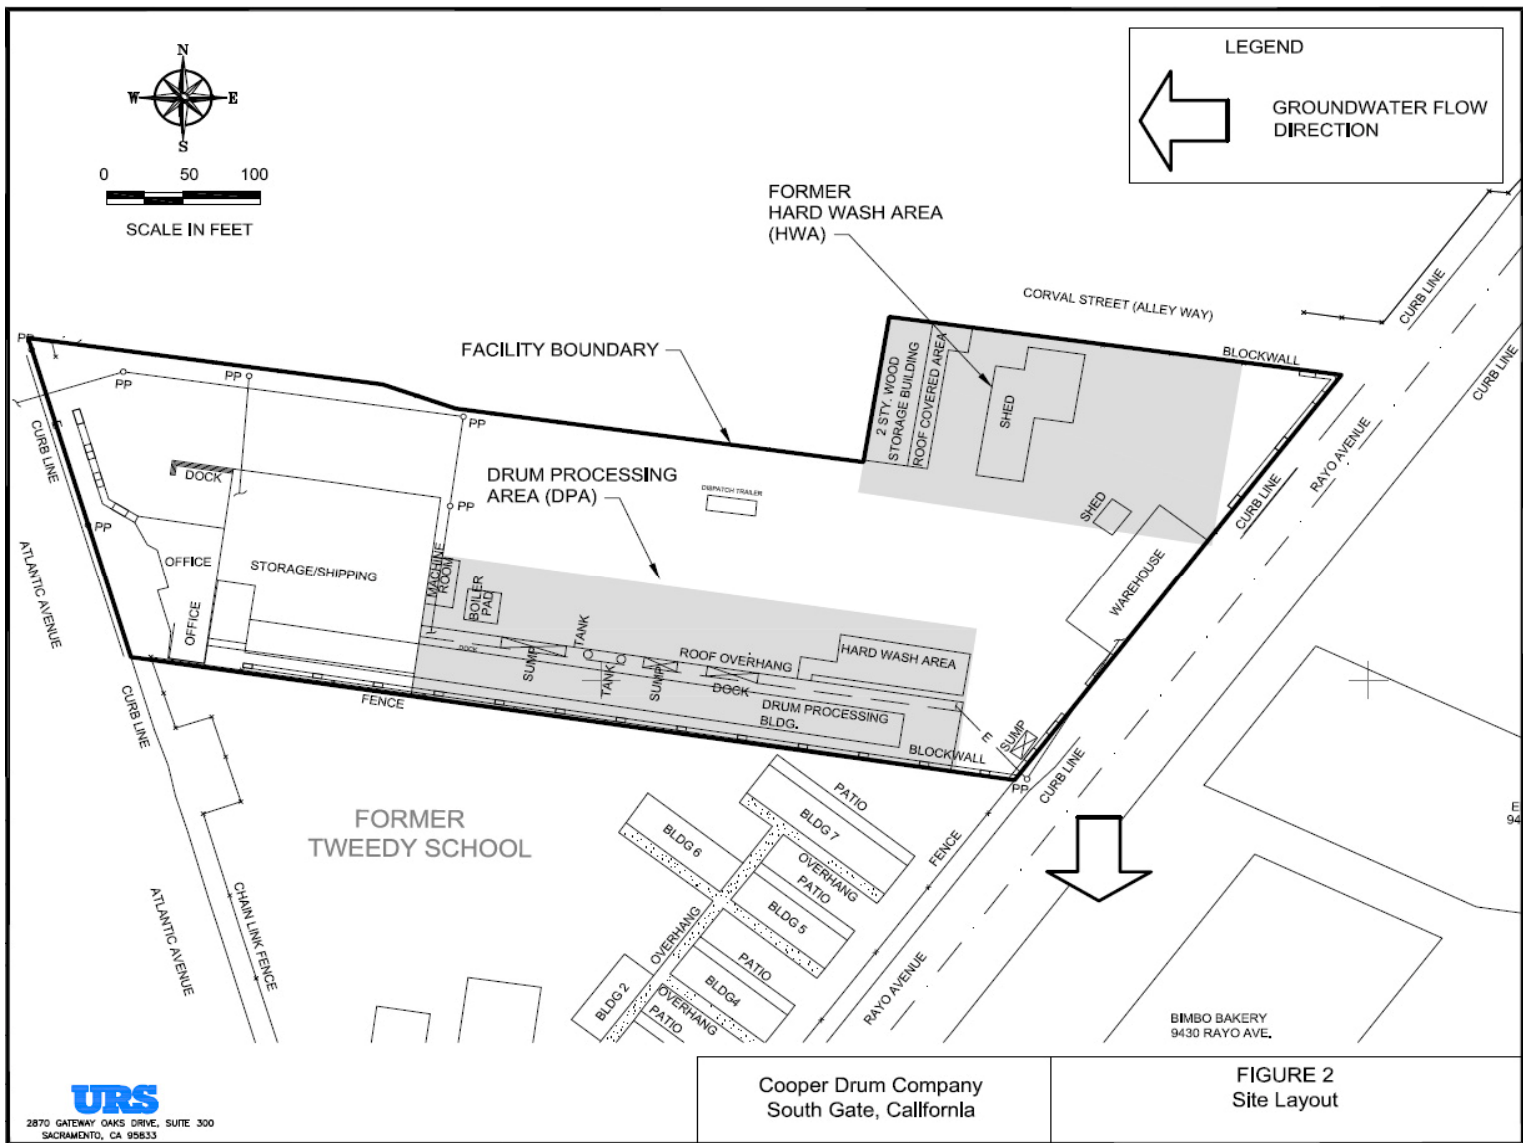 LEGEND
GROUNDWATER FLOW
DIRECTION
N
W
E
S
0 50 100
SCALE IN FEET
FORMER
HARD WASH AREA
(HWA)
CORVAL STREET (ALLEY WAY)
CURB LINE
BLOCKWALL
CURB LINE
FACILITY BOUNDARY
PP
PP
PP
PP
2 STY. WOOD
STORAGE BUILDING
ROOF COVERED AREA
SHED
RAYO AVENUE
CURB LINE
CURB LINE
DOCK
DRUM PROCESSING
AREA (DPA)
DISPATCH TRAILER
PP
PP
SHED
WAREHOUSE
ATLANTIC AVENUE
OFFICE
OFFICE
STORAGE/SHIPPING
MACHINE
ROOM
BOILER
PAD
TANK
DOCK
SUMP
TANK
SUMP
ROOF OVERHANG
DOCK
HARD WASH AREA
DRUM PROCESSING
BLDG.
FENCE
BLOCKWALL
E
SUMP
PP
CURB LINE
CURB LINE
FORMER
TWEEDY SCHOOL
PATIO
BLDG 7
BLDG 6
OVERHANG
PATIO
BLDG 5
FENCE
OVERHANG
PATIO
BLDG4
BLDG 2
OVERHANG
PATIO
CHAIN LINK FENCE
ATLANTIC AVENUE
RAYO AVENUE
E
94
BIMBO BAKERY
9430 RAYO AVE.
URS
2870 GATEWAY OAKS DRIVE, SUITE 300
SACRAMENTO, CA 95833
Cooper Drum Company
South Gate, California
FIGURE 2
Site Layout